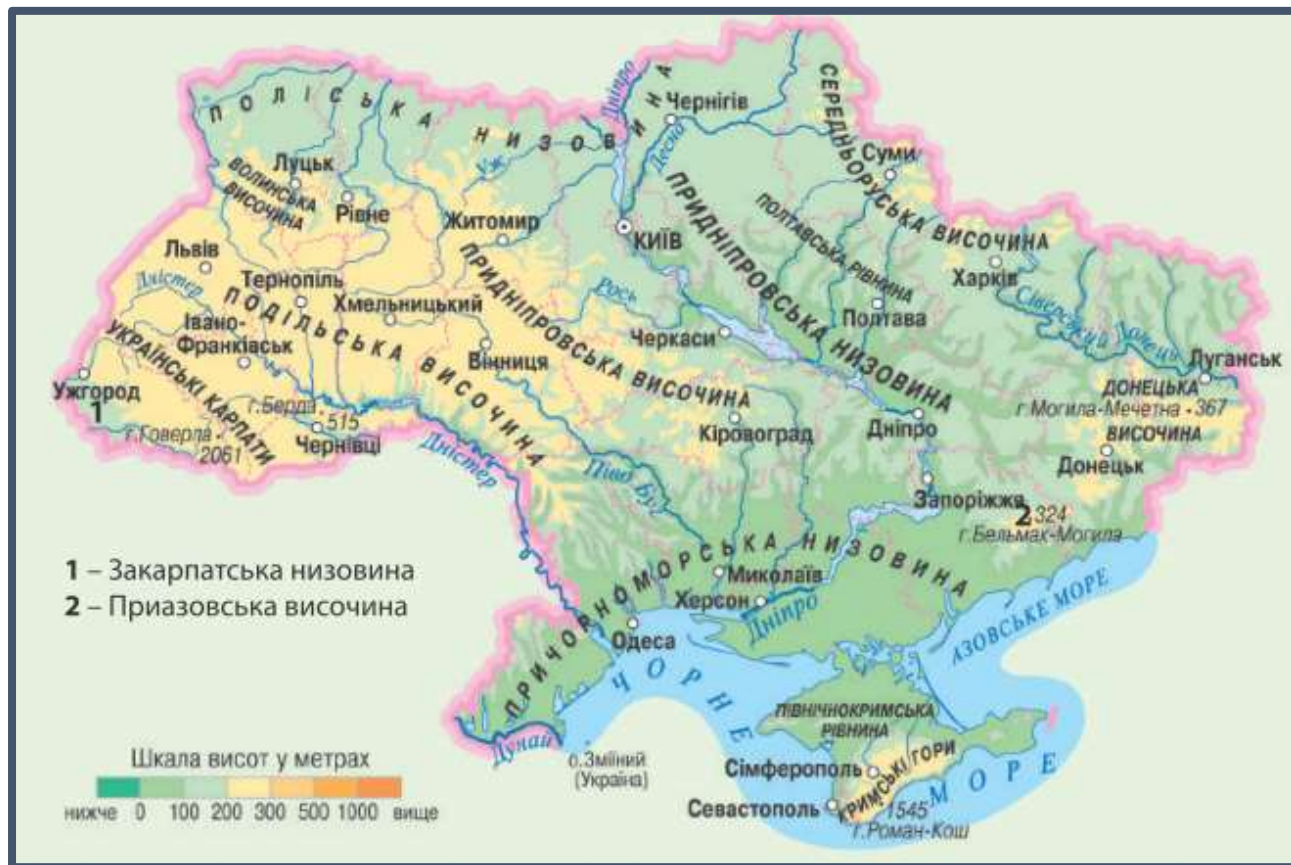 ПОЛІСЬКА НИЗОВИНА
Дніпро
Чернігів
Десна
СЕРЕДНЬОРУСЬКА ВИСОЧИНА
Суми
Луцьк
ВОЛИНСЬКА
ВИСОЧИНА
Рівне
Уж
Житомир
КИЇВ
ПРИДНІПРОВСЬКА НИЗОВИНА
ПОЛТАВСЬКА РІВНИНА
Харків
Львів
Дністер
Тернопіль
Хмельницький
ПОДІЛЬСЬКА ВИСОЧИНА
ПРИДНІПРОВСЬКА ВИСОЧИНА
Рось
Черкаси
Полтава
Сіверський Донець
Івано-
Франківськ
Вінниця
Луганськ
УКРАЇНСЬКІ КАРПАТИ
Ужгород
1
г.Берда
515
Чернівці
г.Говерла
2061
Дністер
Півд Буг
Кіровоград
Дніпро
ДОНЕЦЬКА
г.Могила-Мечетна 367
ВИСОЧИНА
Донецьк
Запоріжжя
2 324
г.Бельмак-Могила
1 – Закарпатська низовина
2 – Приазовська височина
ПРИЧОРНОМОРСЬКА НИЗОВИНА
Миколаїв
Херсон
Дніпро
Одеса
АЗОВСЬКЕ МОРЕ
ЧОРНЕ МОРЕ
ПІВНІЧНОКРИМСЬКА
РІВНИНА
Дунай
о.Зміїний
(Україна)
Сімферополь
КРИМСЬКІ ГОРИ
Севастополь
1545
г.Роман-Кош
Шкала висот у метрах
нижче 0 100 200 300 500 1000 вище